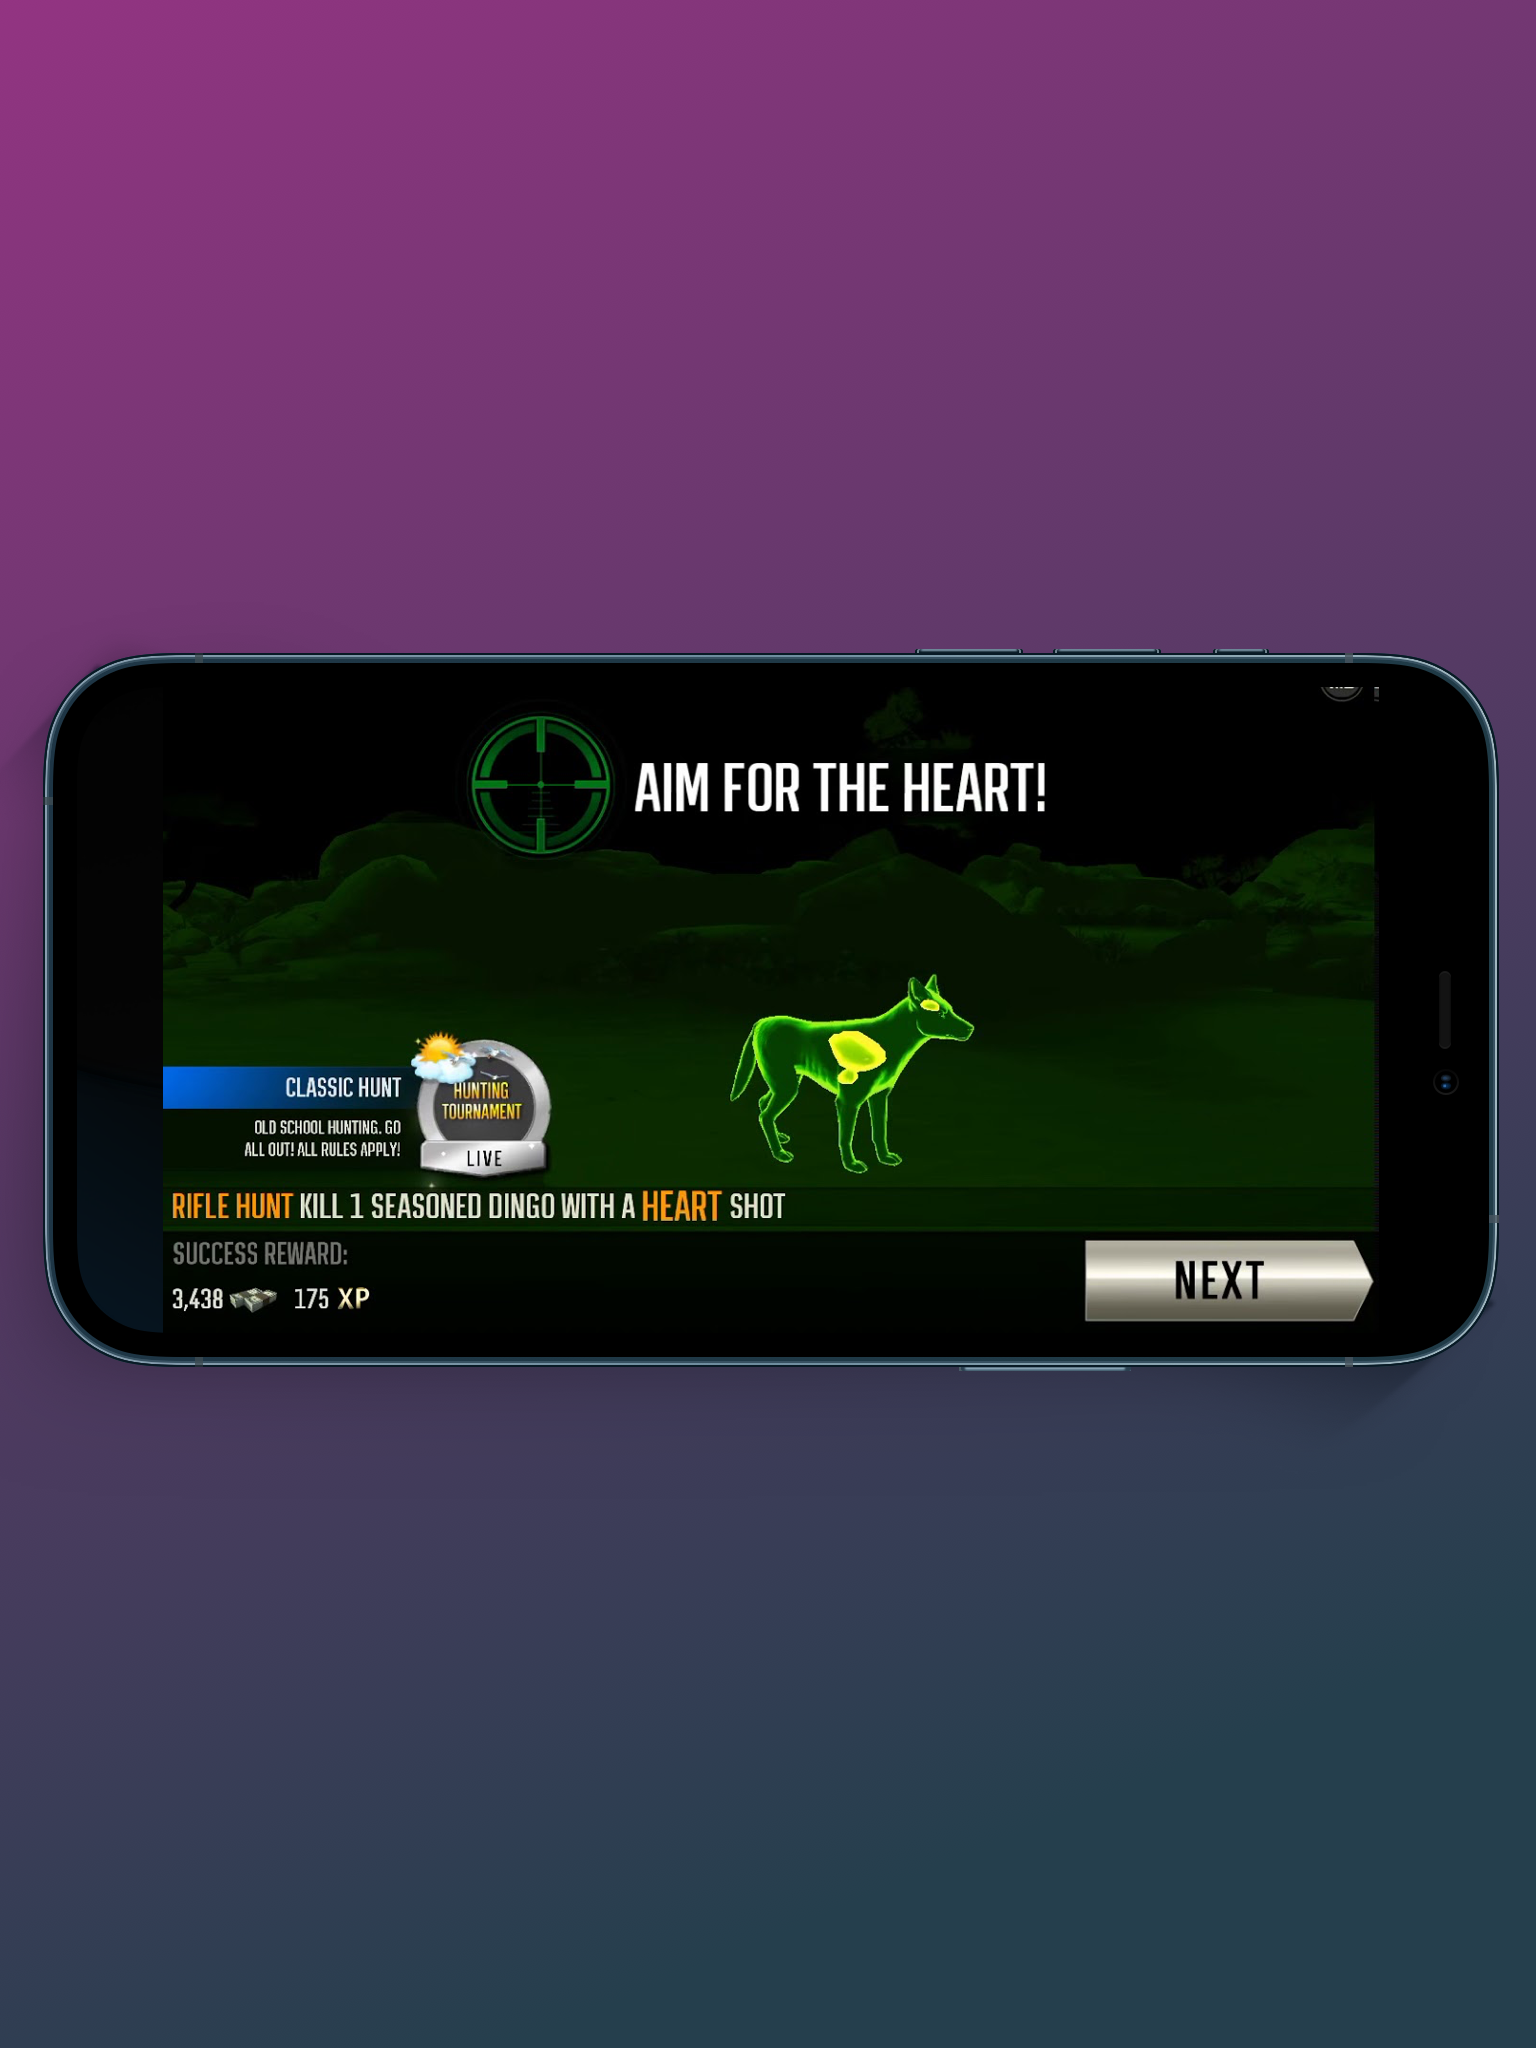 AIM FOR THE HEART!
CLASSIC HUNT
OLD SCHOOL HUNTING. GO
ALL OUT! ALL RULES APPLY!
HUNTING
TOURNAMENT
LIVE
RIFLE HUNT KILL 1 SEASONED DINGO WITH A HEART SHOT
SUCCESS REWARD:
3,438 175 XP
NEXT